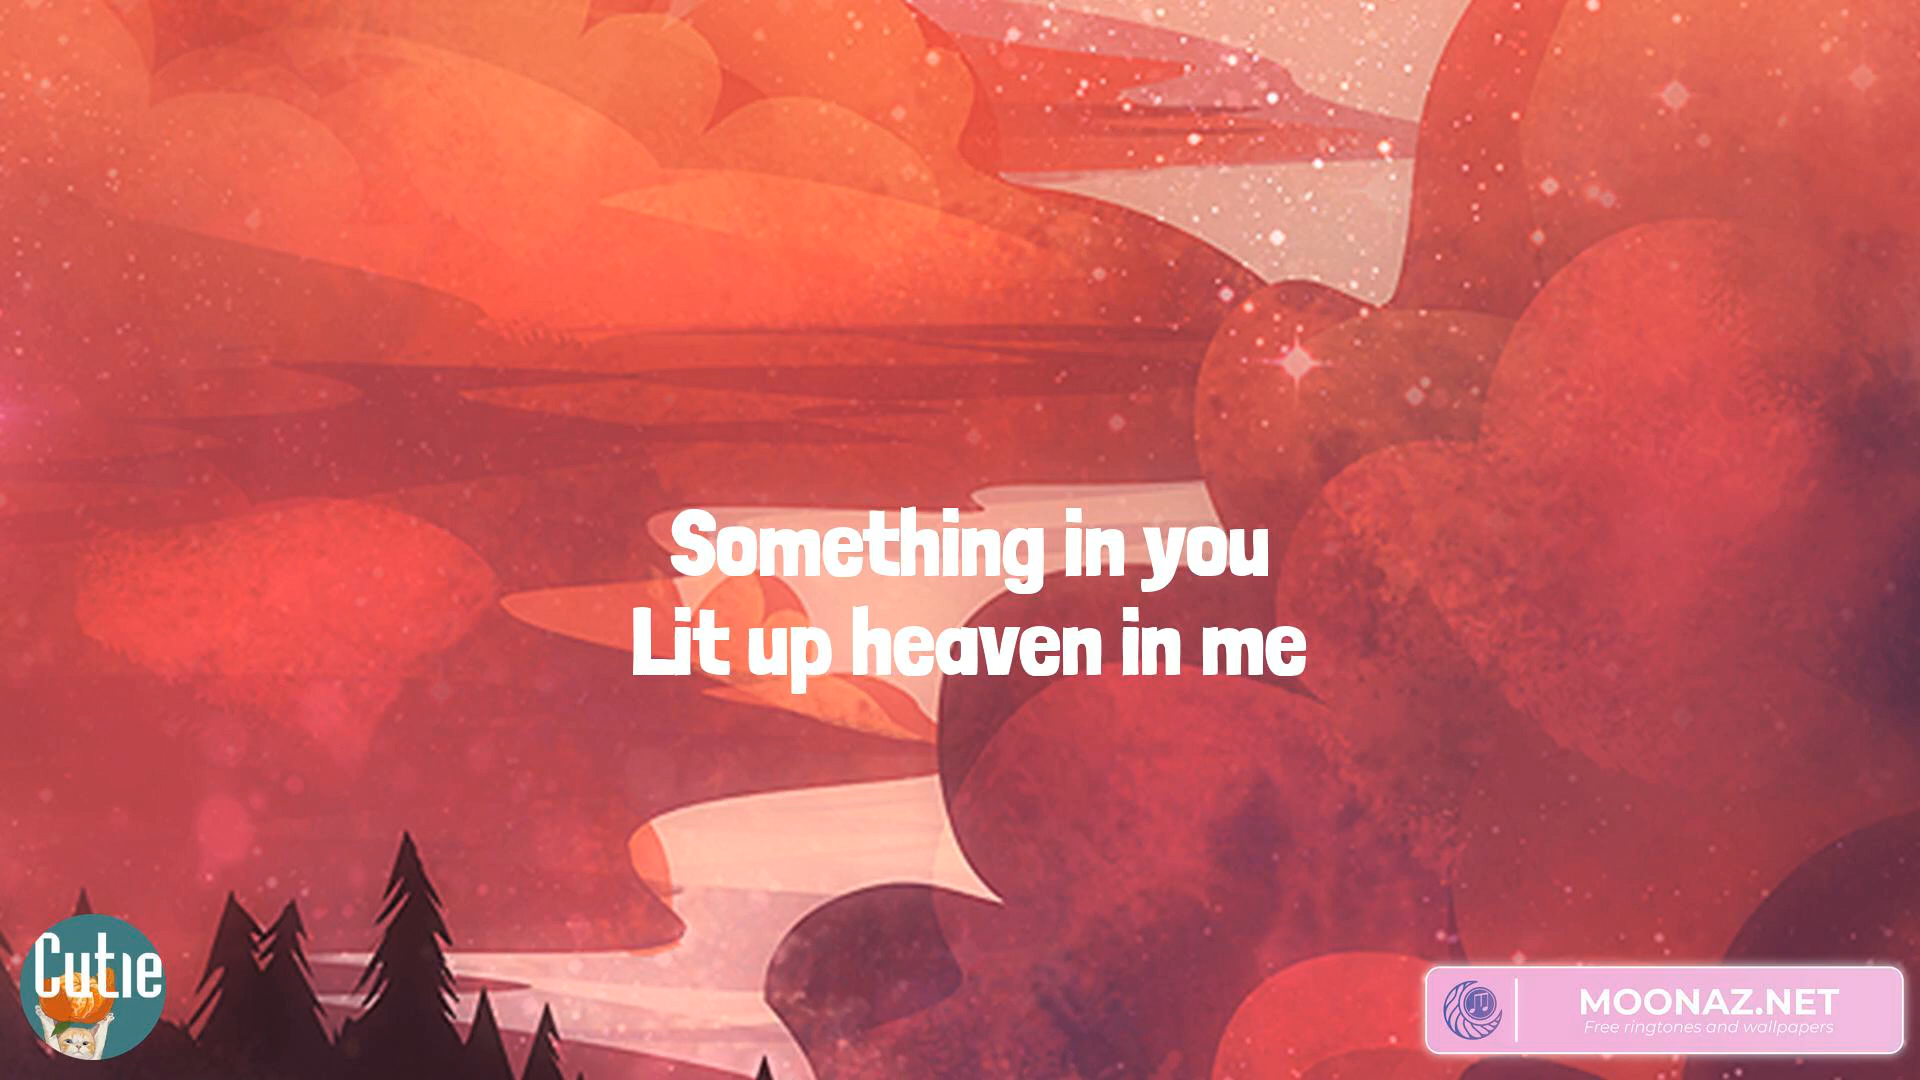 Something in you
Lit up heaven in me
Cutie
MOONAZ.NET
Free ringtones and wallpapers